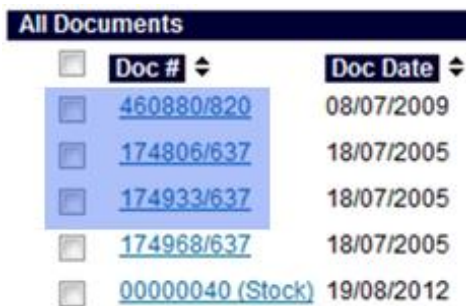 All Documents
Doc # Doc Date
460880/820 08/07/2009
174806/637 18/07/2005
174933/637 18/07/2005
174968/637 18/07/2005
00000040 (Stock) 19/08/2012